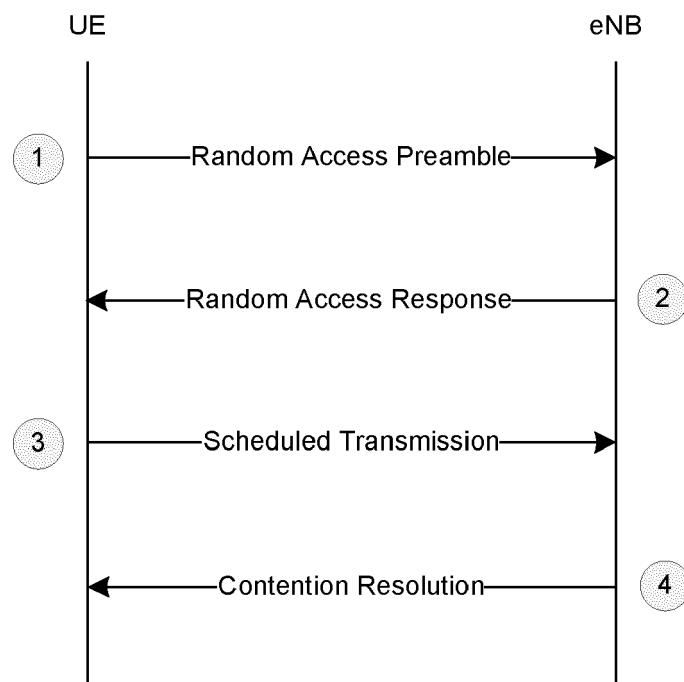 UE eNB
1 Random Access Preamble
Random Access Response 2
3 Scheduled Transmission
Contention Resolution 4